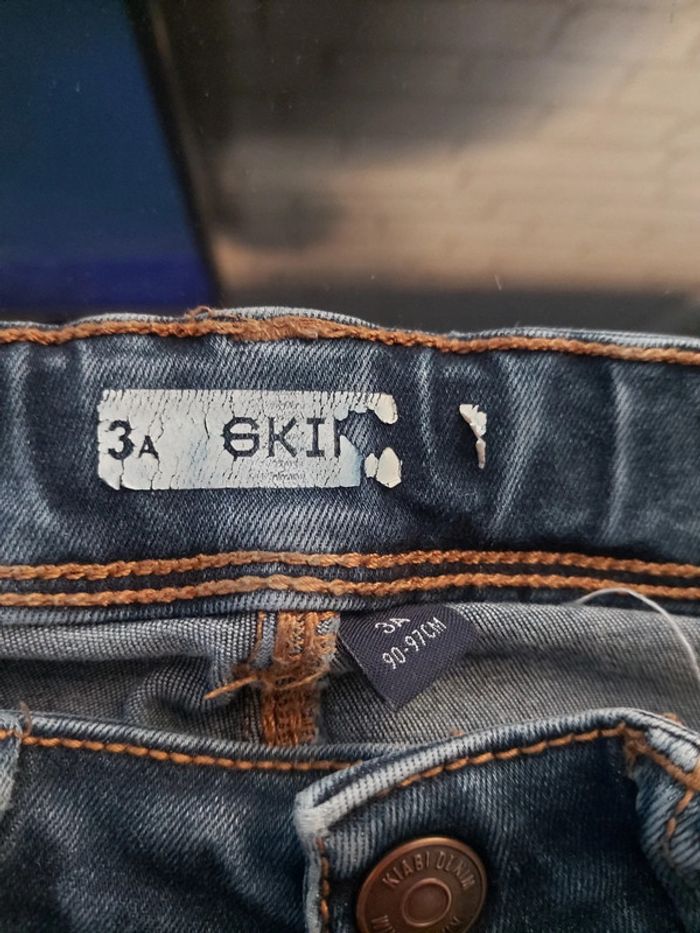 3A SKI
3A
90-97CM
KIABI DENIM